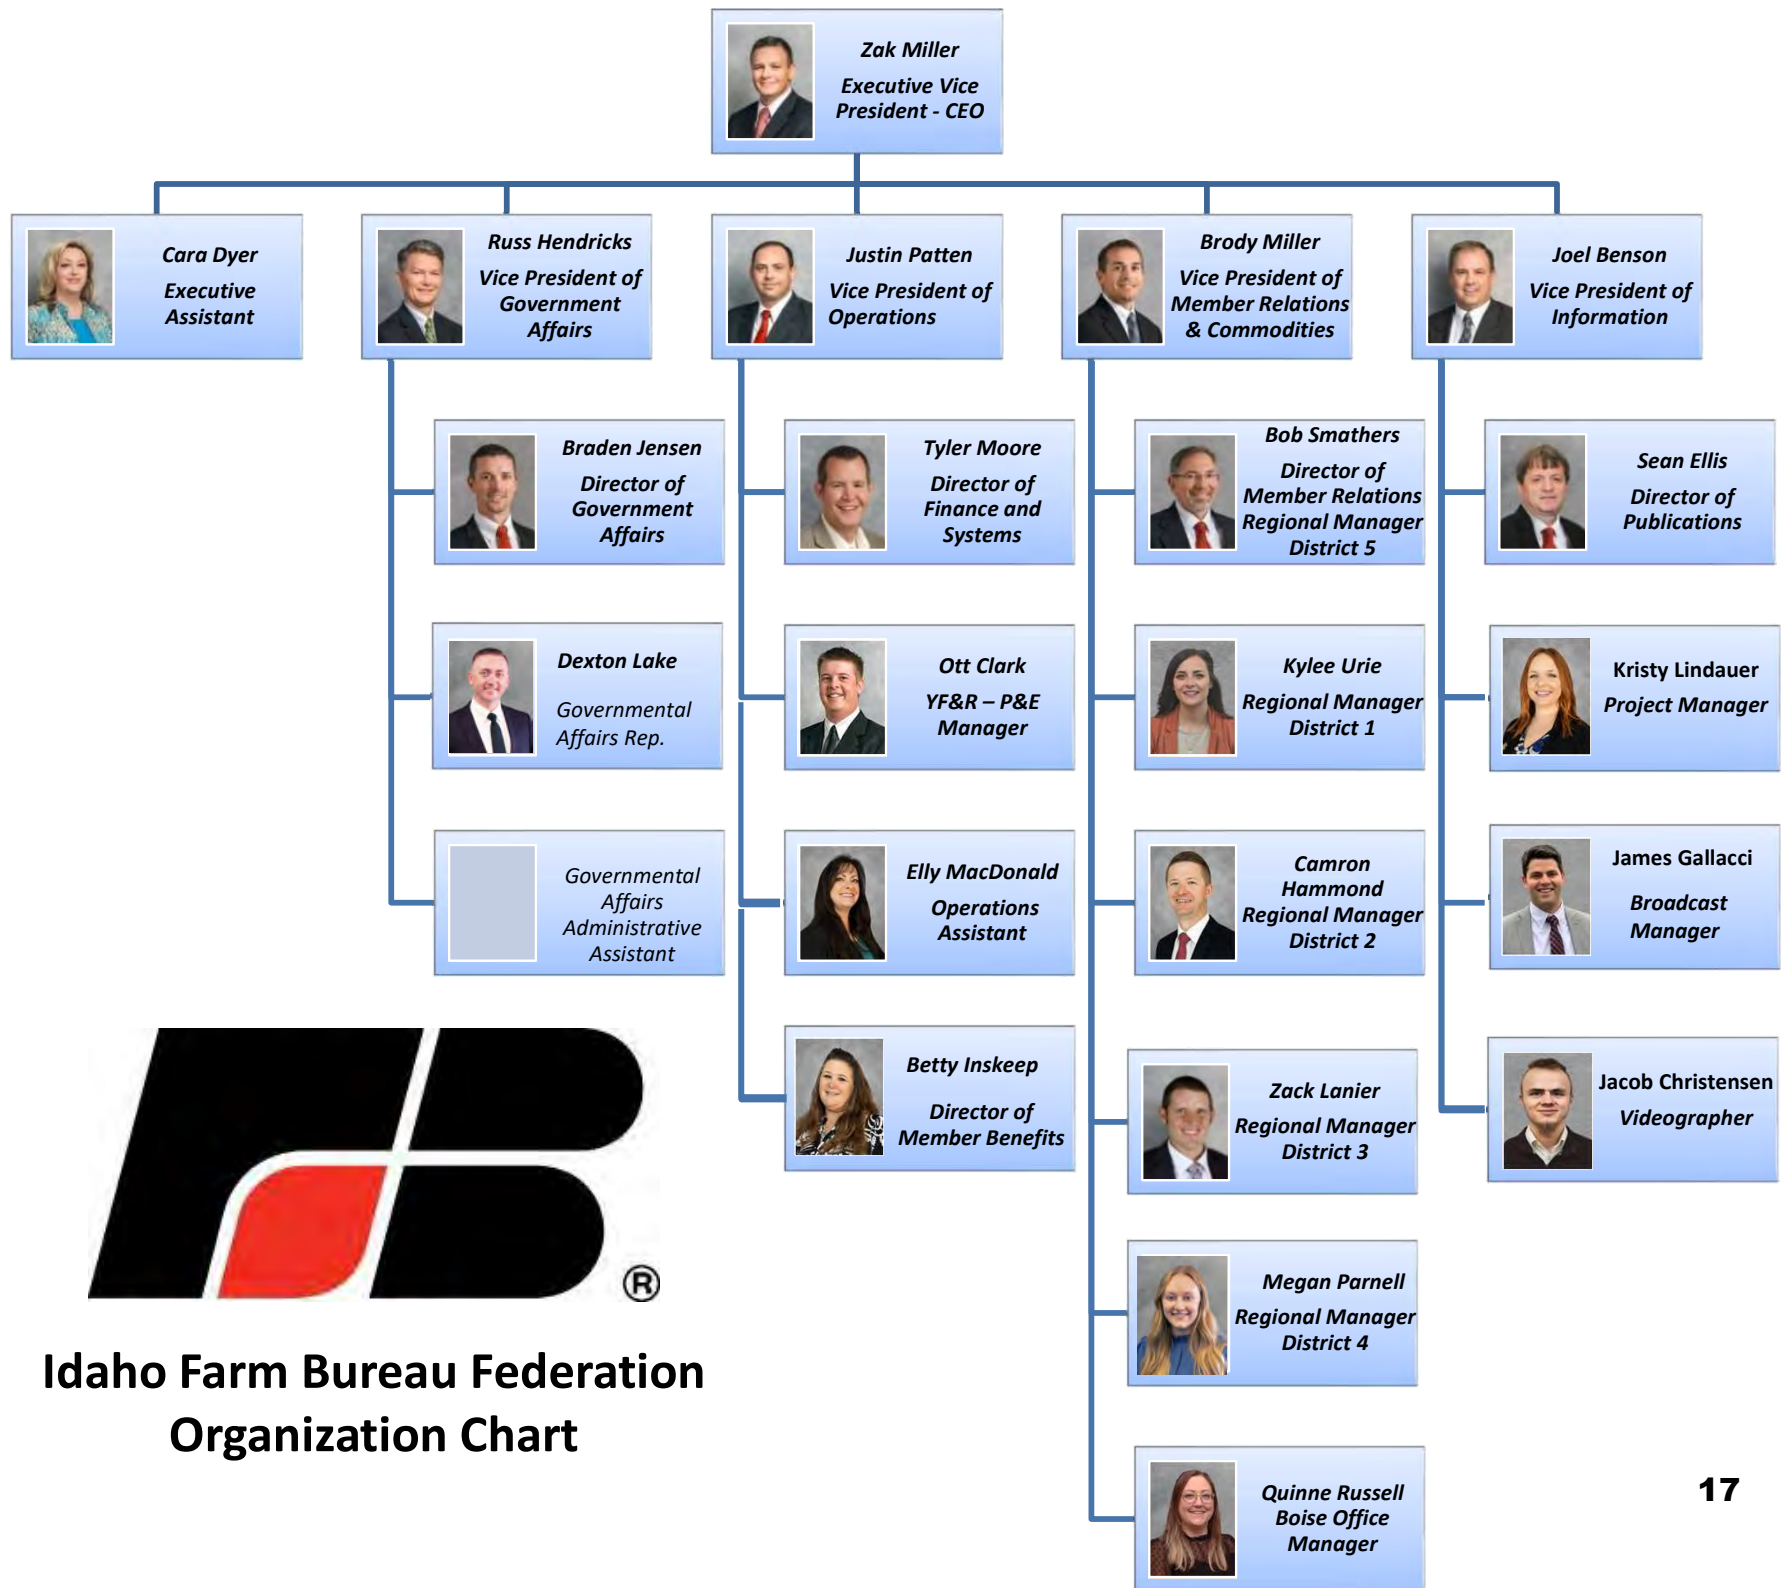 Zak Miller
Executive Vice
President - CEO
Cara Dyer
Executive
Assistant
Russ Hendricks
Vice President of
Government
Affairs
Justin Patten
Vice President of
Operations
Brody Miller
Vice President of
Member Relations
& Commodities
Joel Benson
Vice President of
Information
Braden Jensen
Director of
Government
Affairs
Dexton Lake
Governmental
Affairs Rep.
Governmental
Affairs
Administrative
Assistant
Tyler Moore
Director of
Finance and
Systems
Ott Clark
YF&R – P&E
Manager
Elly MacDonald
Operations
Assistant
Betty Inskeep
Director of
Member Benefits
Bob Smathers
Director of
Member Relations
Regional Manager
District 5
Kylee Urie
Regional Manager
District 1
Camron
Hammond
Regional Manager
District 2
Zack Lanier
Regional Manager
District 3
Megan Parnell
Regional Manager
District 4
Quinne Russell
Boise Office
Manager
Sean Ellis
Director of
Publications
Kristy Lindauer
Project Manager
James Gallacci
Broadcast
Manager
Jacob Christensen
Videographer
®
Idaho Farm Bureau Federation
Organization Chart
17